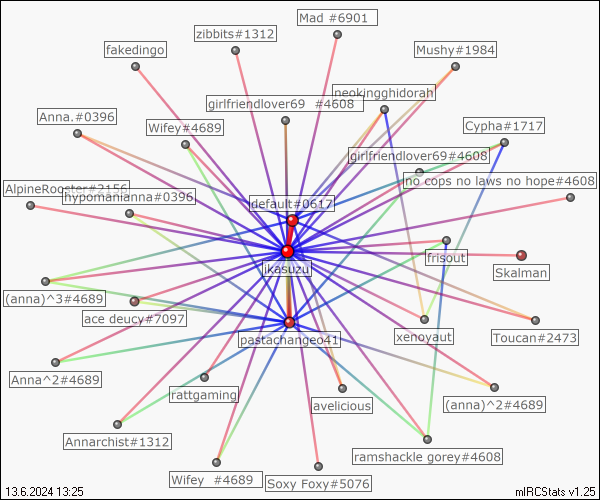 Mad #6901
zibbits#1312
fakedingo
Mushy#1984
neokingghidorah
girlfriendlover69 #4608
Anna.#0396
Wifey#4689
Cypha#1717
girlfriendlover69#4608
no cops no laws no hope#4608
AlpineRooster#2156
hypomanianna#0396
default#0617
frisout
jkasuzu
Skalman
(anna)^3#4689
ace deucy#7097
pastachangeo41
xenoyaut
Toucan#2473
Anna^2#4689
rattgaming
avelicious
(anna)^2#4689
Annarchist#1312
ramshackle gorey#4608
Wifey #4689
Soxy Foxy#5076
13.6.2024 13:25
mIRCStats v1.25